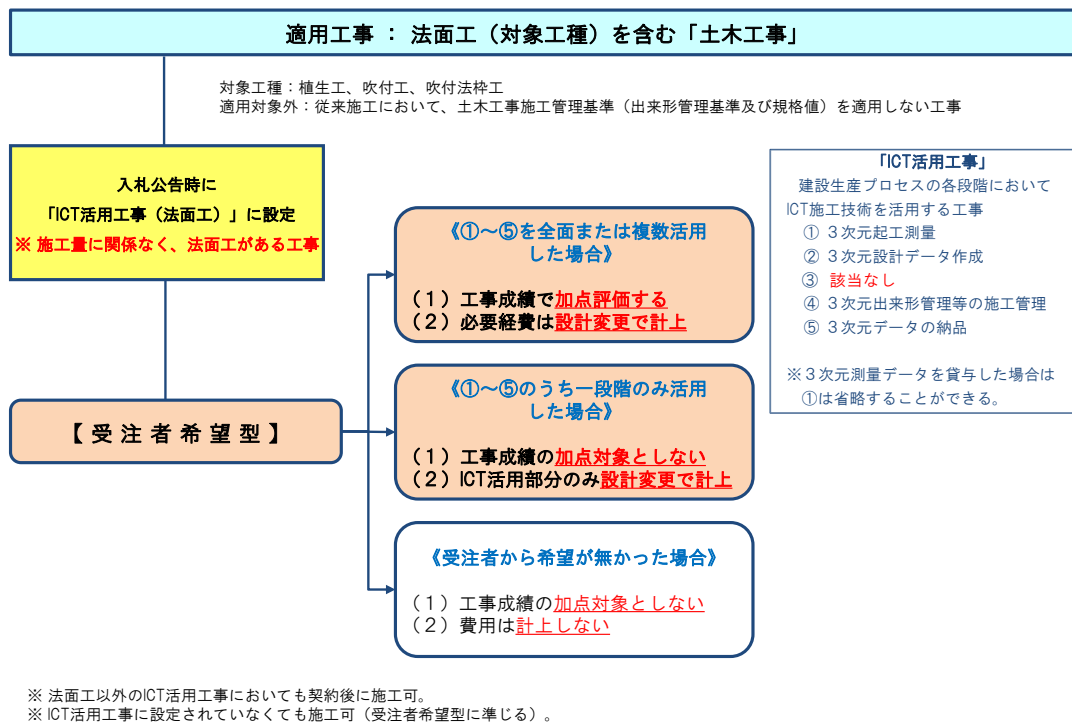 適用工事 ： 法面工（対象工種）を含む「土木工事」
対象工種：植生工、吹付工、吹付法枠工
適用対象外：従来施工において、土木工事施工管理基準（出来形管理基準及び規格値）を適用しない工事
入札公告時に
「ICT活用工事（法面工）」に設定
※ 施工量に関係なく、法面工がある工事
【 受 注 者 希 望 型 】
《①～⑤を全面または複数活用
した場合》
（１）工事成績で加点評価する
（２）必要経費は設計変更で計上
《①～⑤のうち一段階のみ活用
した場合》
（１）工事成績の加点対象としない
（２）ICT活用部分のみ設計変更で計上
《受注者から希望が無かった場合》
（１）工事成績の加点対象としない
（２）費用は計上しない
「ICT活用工事」
建設生産プロセスの各段階において
ICT施工技術を活用する工事
① ３次元起工測量
② ３次元設計データ作成
③ 該当なし
④ ３次元出来形管理等の施工管理
⑤ ３次元データの納品
※３次元測量データを貸与した場合は
①は省略することができる。
※ 法面工以外のICT活用工事においても契約後に施工可。
※ ICT活用工事に設定されていなくても施工可（受注者希望型に準じる）。